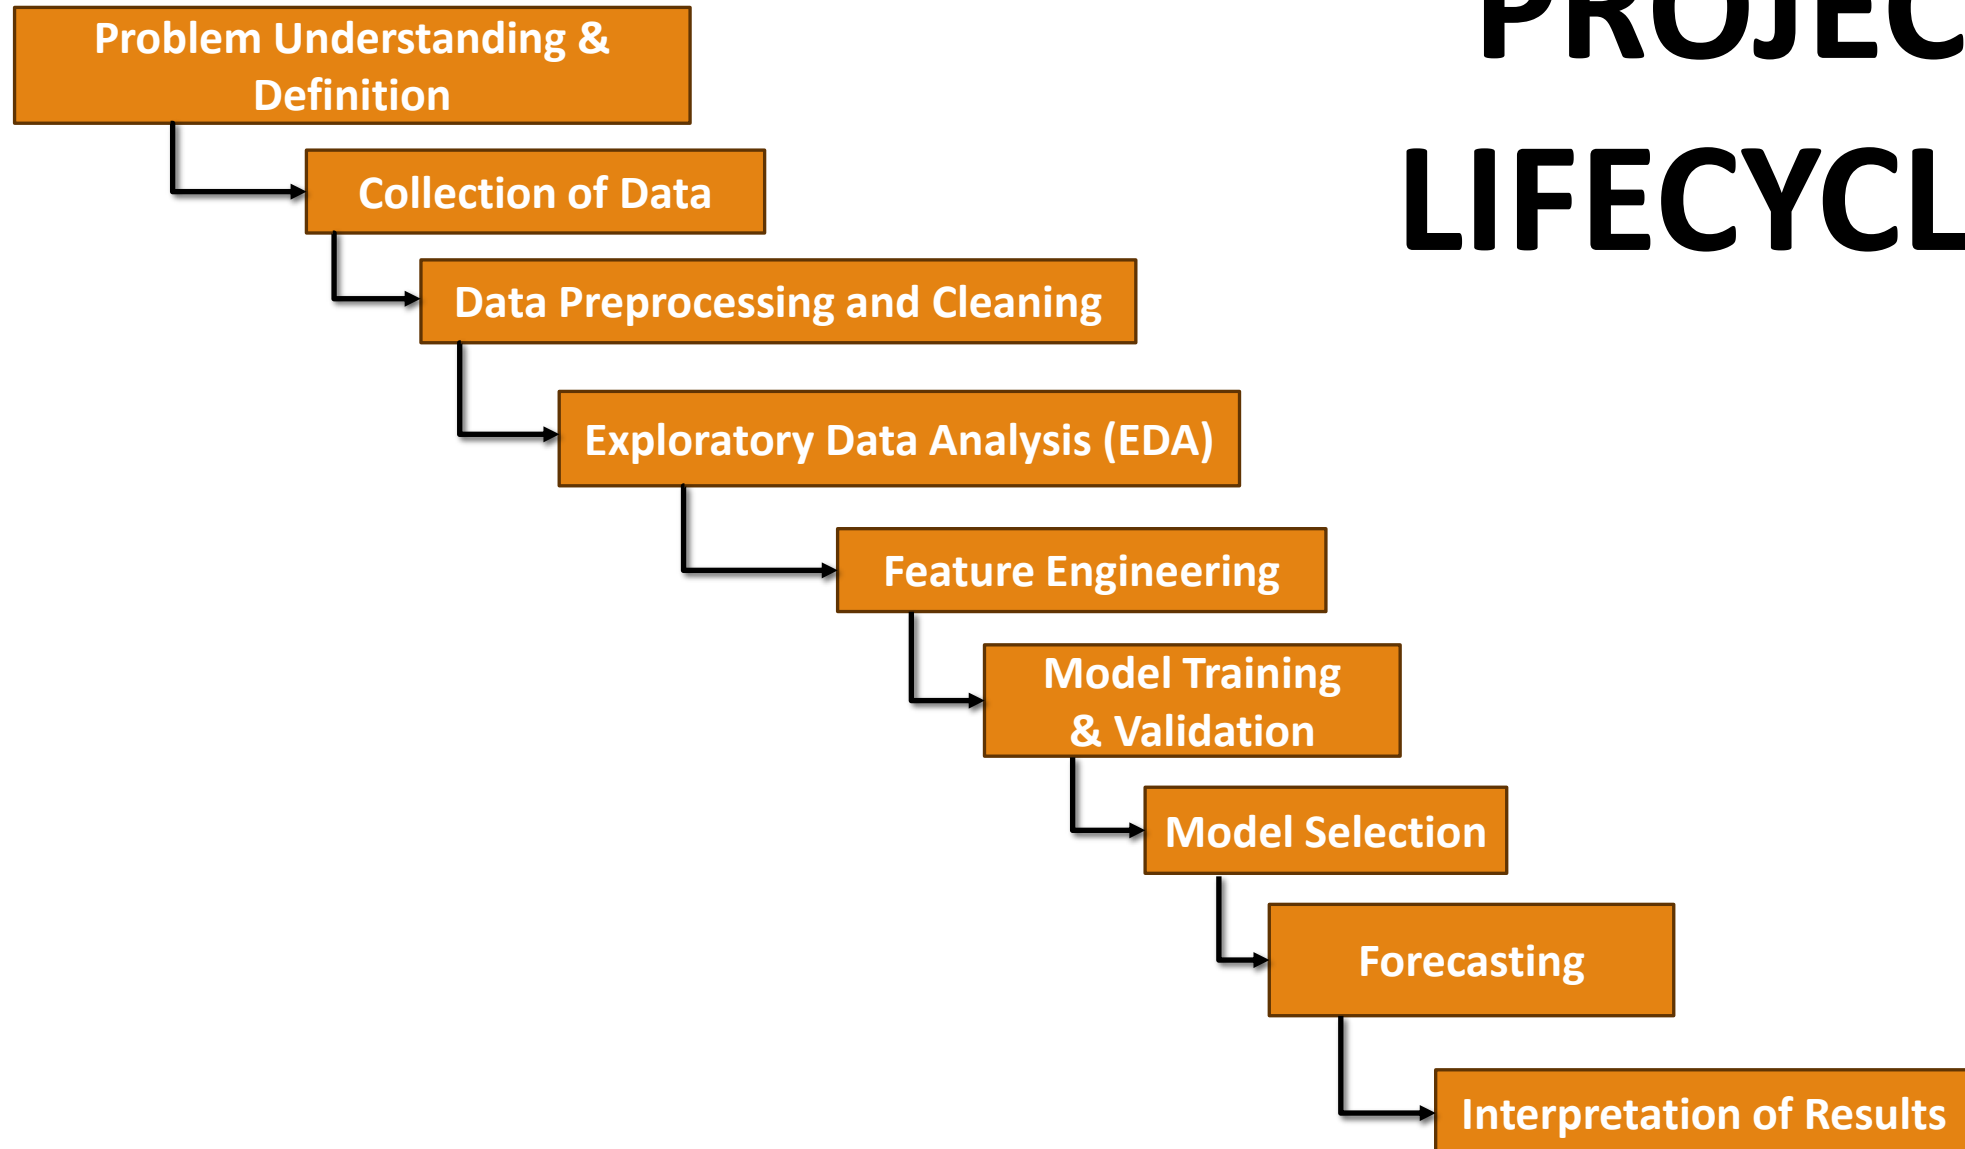 PROJEC
LIFECYCL
Problem Understanding &
Definition
Collection of Data
Data Preprocessing and Cleaning
Exploratory Data Analysis (EDA)
Feature Engineering
Model Training
& Validation
Model Selection
Forecasting
Interpretation of Results